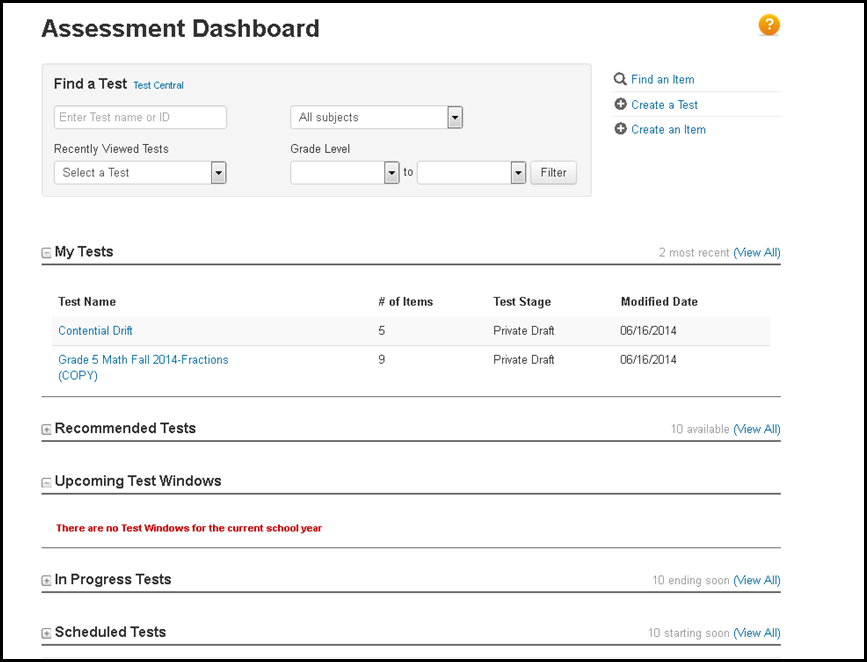 Assessment Dashboard
?
Find a Test Test Central
Find an Item
Enter Test name or ID
All subjects
Create a Test
Create an Item
Recently Viewed Tests
Grade Level
Select a Test
to
Filter
My Tests
2 most recent (View All)
Test Name # of Items Test Stage Modified Date
Contential Drift 5 Private Draft 06/16/2014
Grade 5 Math Fall 2014-Fractions 9 Private Draft 06/16/2014
(COPY)
Recommended Tests
10 available (View All)
Upcoming Test Windows
There are no Test Windows for the current school year
In Progress Tests
10 ending soon (View All)
Scheduled Tests
10 starting soon (View All)